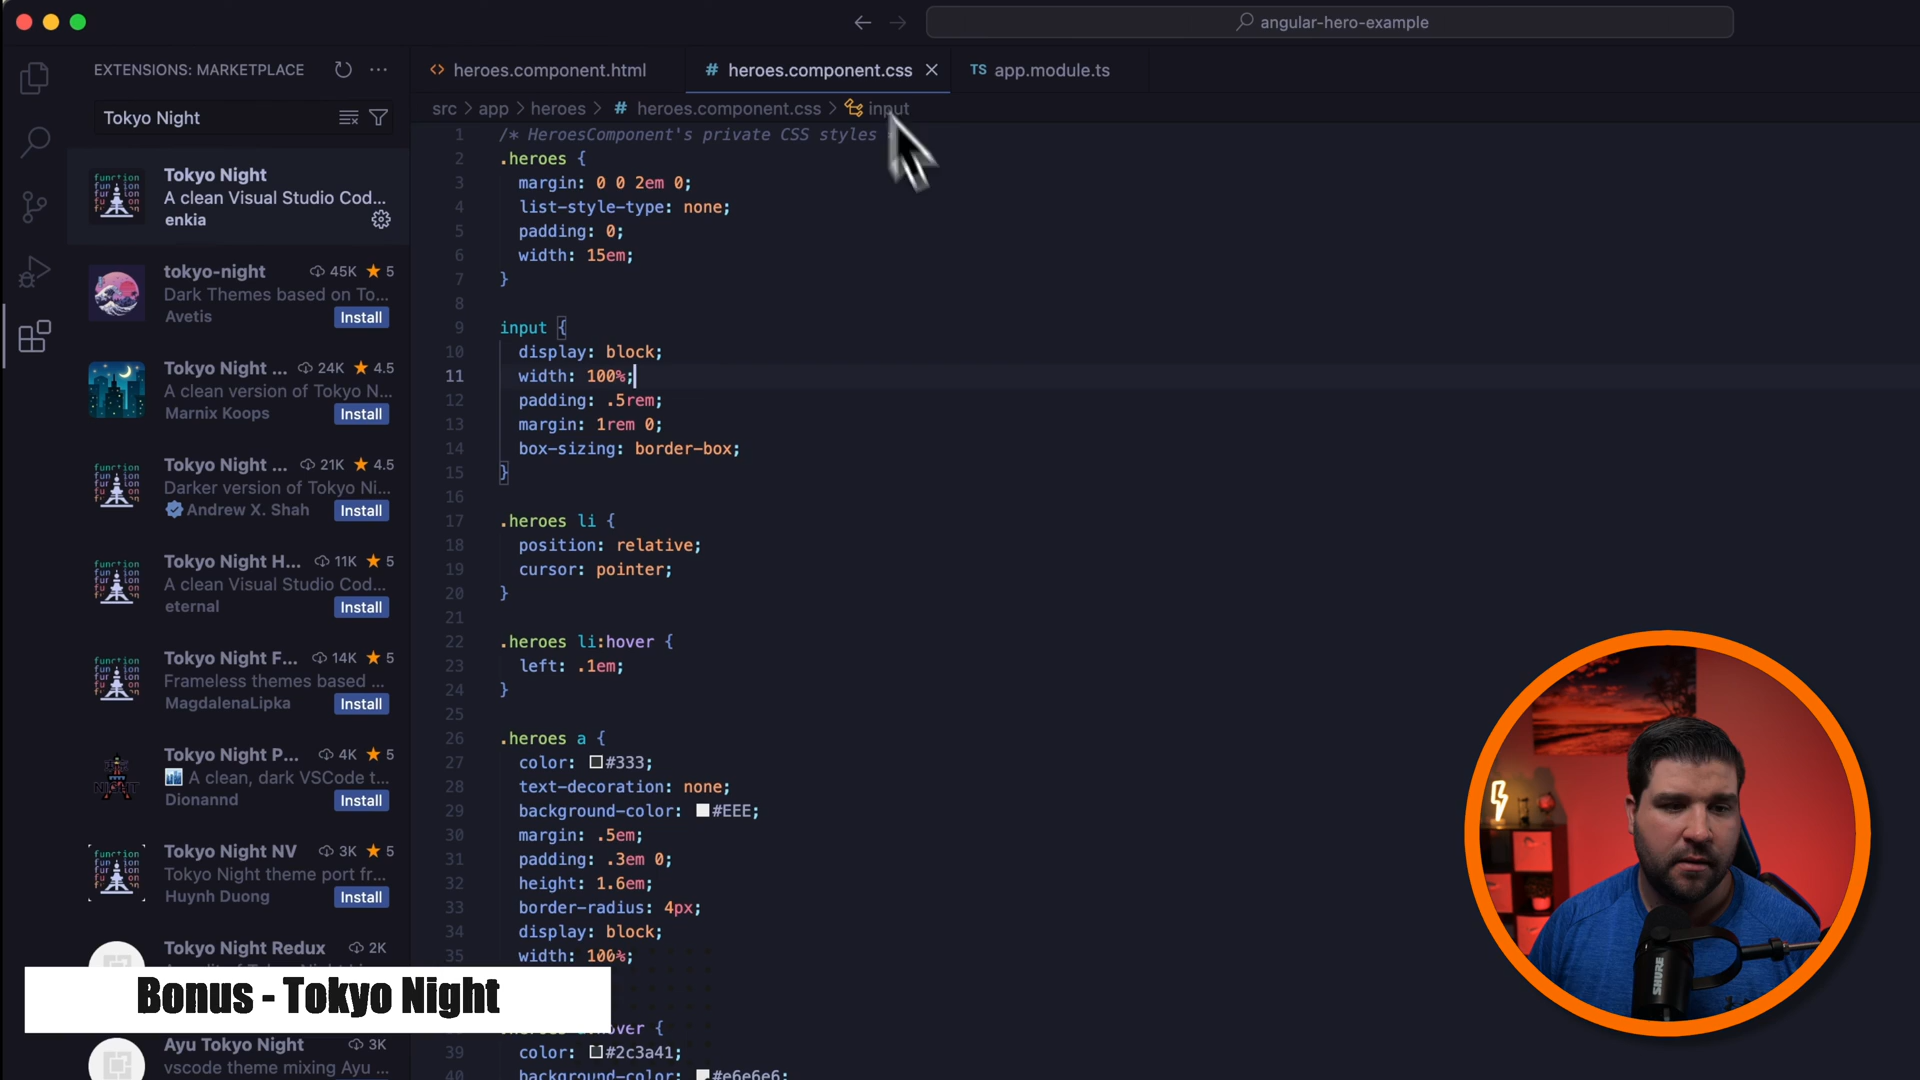 angular-hero-example
EXTENSIONS: MARKETPLACE
heroes.component.html
# heroes.component.css
TS app.module.ts
Tokyo Night
src > app > heroes > # heroes.component.css > input
Tokyo Night
A clean Visual Studio Cod...
enkia
tokyo-night 45K ★ 5
Dark Themes based on To...
Avetis Install
Tokyo Night ... 24K ★ 4.5
A clean version of Tokyo N...
Marnix Koops Install
Tokyo Night ... 21K ★ 4.5
Darker version of Tokyo Ni...
Andrew X. Shah Install
Tokyo Night H... 11K ★ 5
A clean Visual Studio Cod...
eternal Install
Tokyo Night F... 14K ★ 5
Frameless themes based ...
MagdalenaLipka Install
Tokyo Night P... 4K ★ 5
A clean, dark VSCode t...
Dionannd Install
Tokyo Night NV 3K ★ 5
Tokyo Night theme port fr...
Huynh Duong Install
Tokyo Night Redux 2K
Ayu Tokyo Night 3K
vscode theme mixing Ayu
1 /* HeroesComponent's private CSS styles
2 .heroes {
3 margin: 0 0 2em 0;
4 list-style-type: none;
5 padding: 0;
6 width: 15em;
7 }
8
9 input {
10 display: block;
11 width: 100%;
12 padding: .5rem;
13 margin: 1rem 0;
14 box-sizing: border-box;
15 }
16
17 .heroes li {
18 position: relative;
19 cursor: pointer;
20 }
21
22 .heroes li:hover {
23 left: .1em;
24 }
25
26 .heroes a {
27 color: #333;
28 text-decoration: none;
29 background-color: #EEE;
30 margin: .5em;
31 padding: .3em 0;
32 height: 1.6em;
33 border-radius: 4px;
34 display: block;
35 width: 100%;
39 color: #2c3a41;
40 background-color: #e6e6e6;
Bonus - Tokyo Night
SHURE